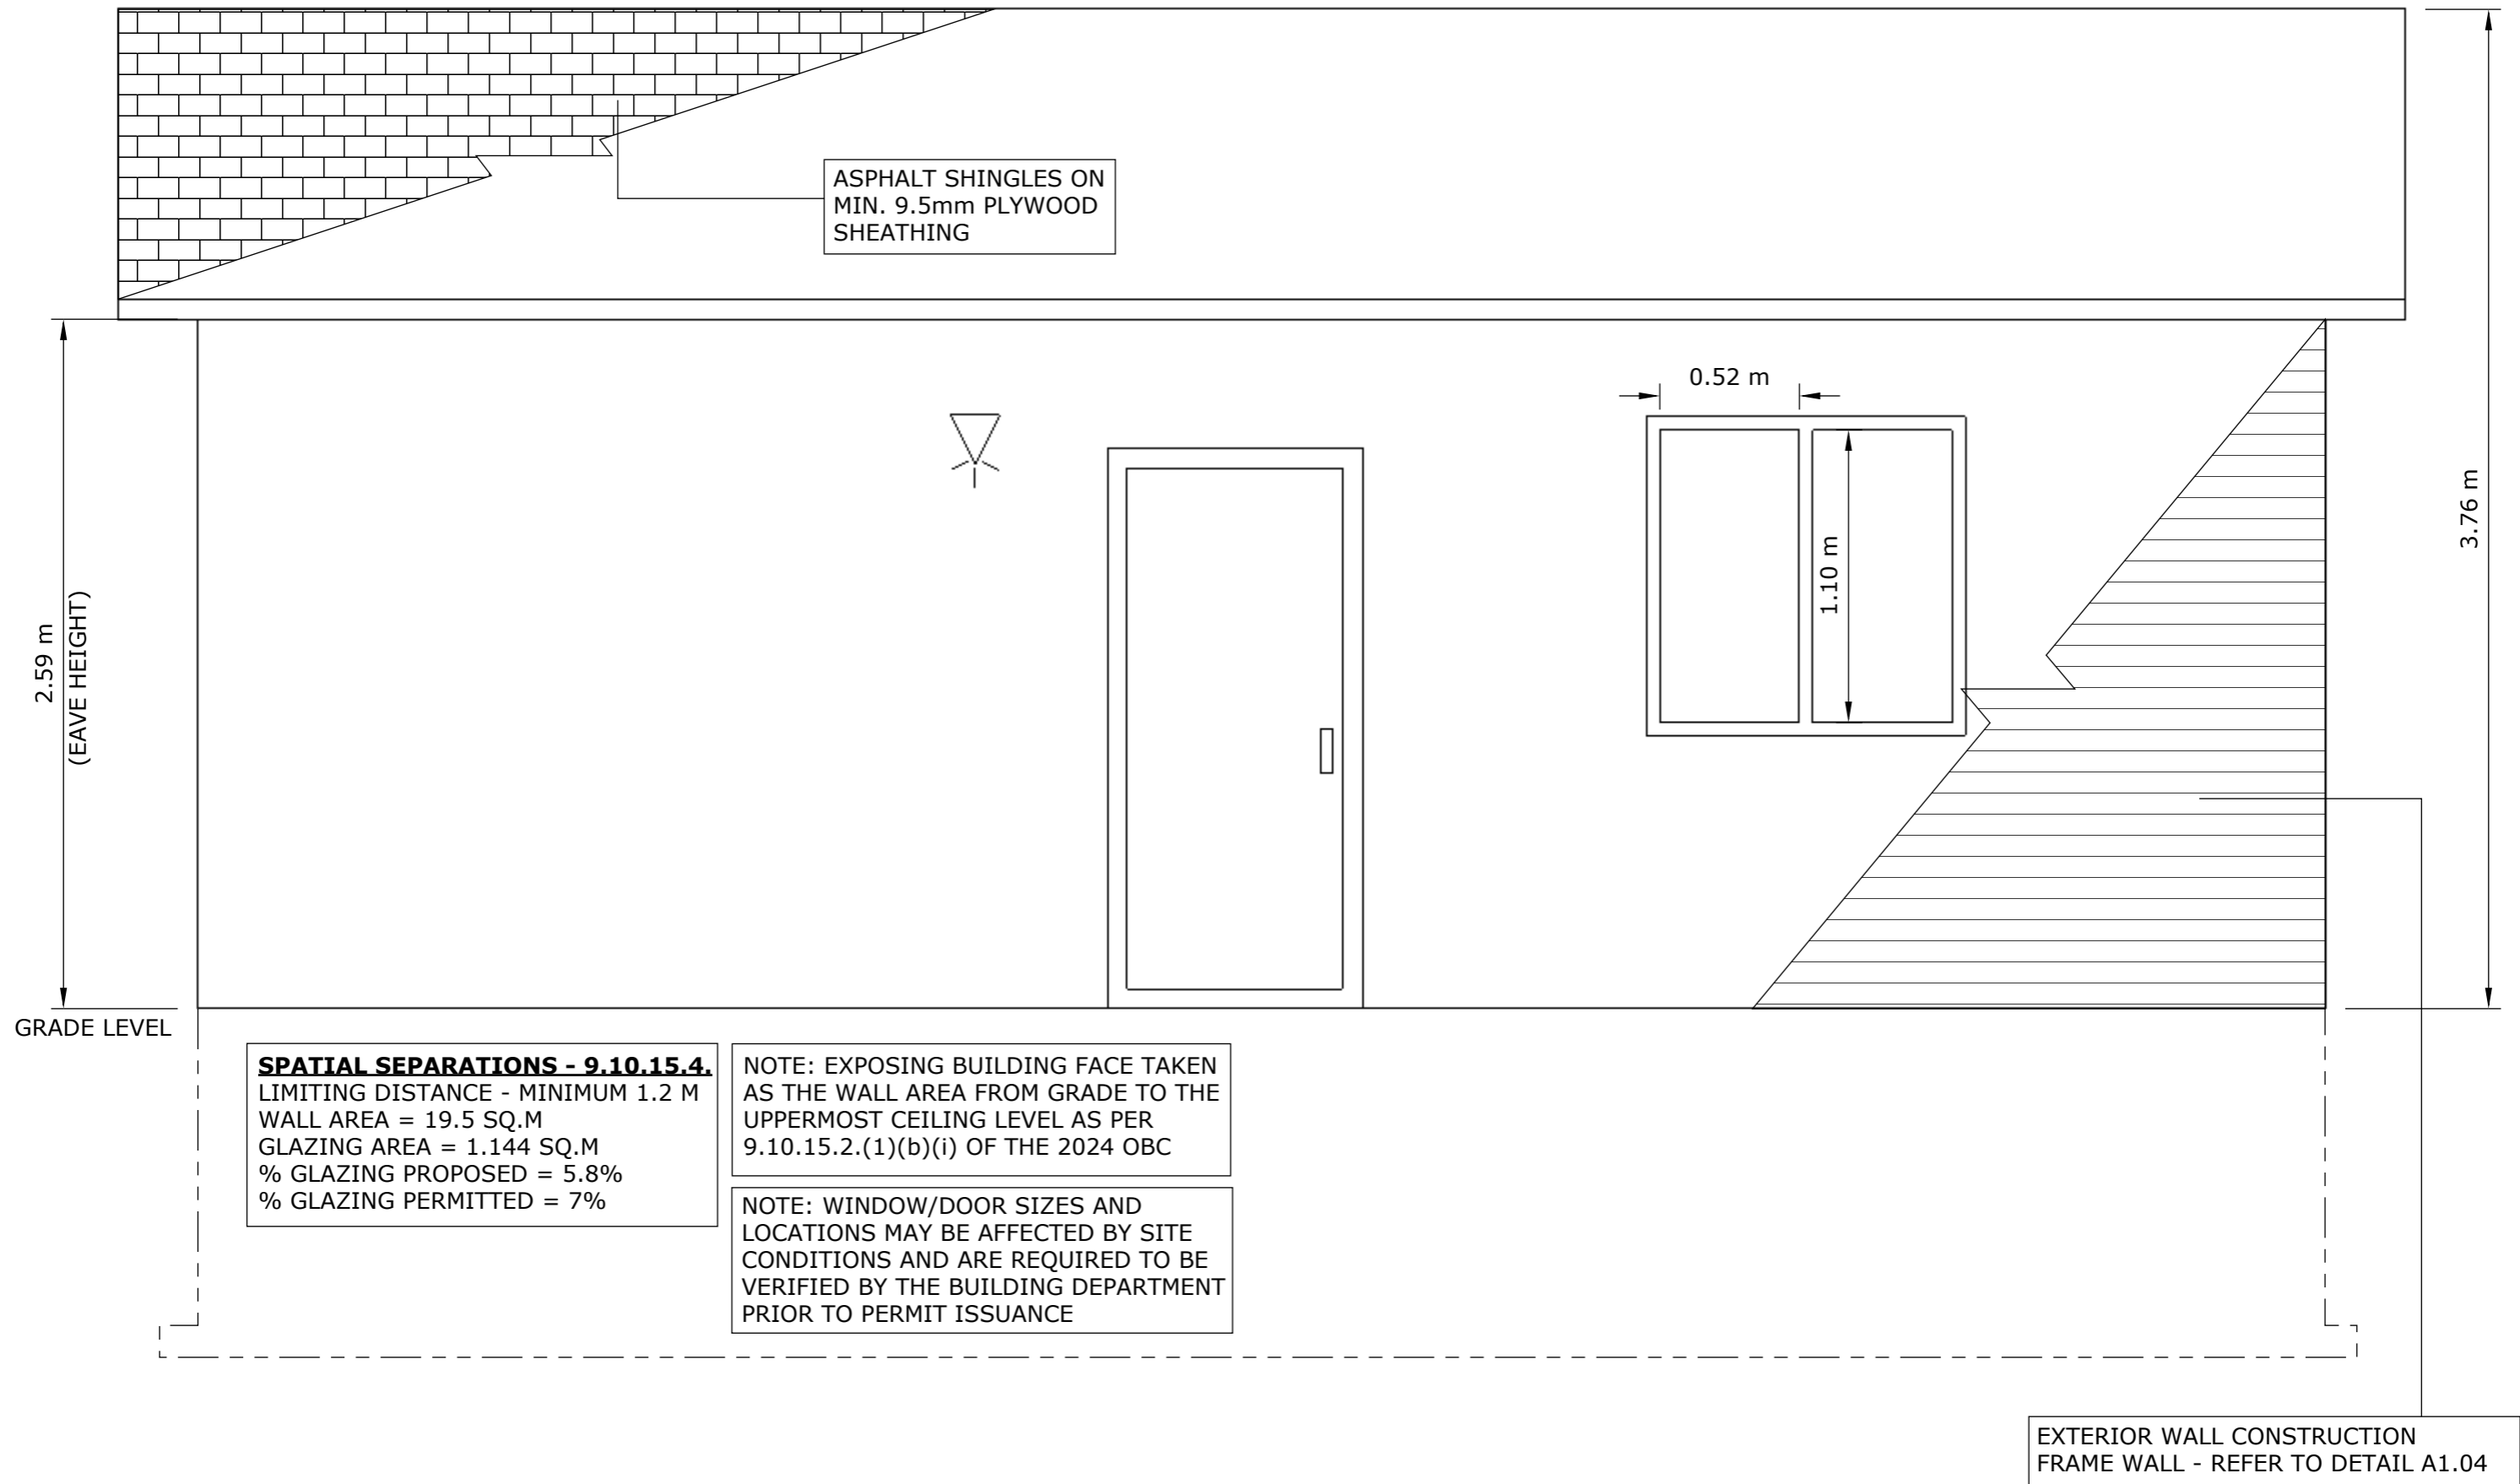 ASPHALT SHINGLES ON
MIN. 9.5mm PLYWOOD
SHEATHING
0.52 m
1.10 m
3.76 m
2.59 m
(EAVE HEIGHT)
GRADE LEVEL
SPATIAL SEPARATIONS - 9.10.15.4.
LIMITING DISTANCE - MINIMUM 1.2 M
WALL AREA = 19.5 SQ.M
GLAZING AREA = 1.144 SQ.M
% GLAZING PROPOSED = 5.8%
% GLAZING PERMITTED = 7%
NOTE: EXPOSING BUILDING FACE TAKEN
AS THE WALL AREA FROM GRADE TO THE
UPPERMOST CEILING LEVEL AS PER
9.10.15.2.(1)(b)(i) OF THE 2024 OBC
NOTE: WINDOW/DOOR SIZES AND
LOCATIONS MAY BE AFFECTED BY SITE
CONDITIONS AND ARE REQUIRED TO BE
VERIFIED BY THE BUILDING DEPARTMENT
PRIOR TO PERMIT ISSUANCE
EXTERIOR WALL CONSTRUCTION
FRAME WALL - REFER TO DETAIL A1.04